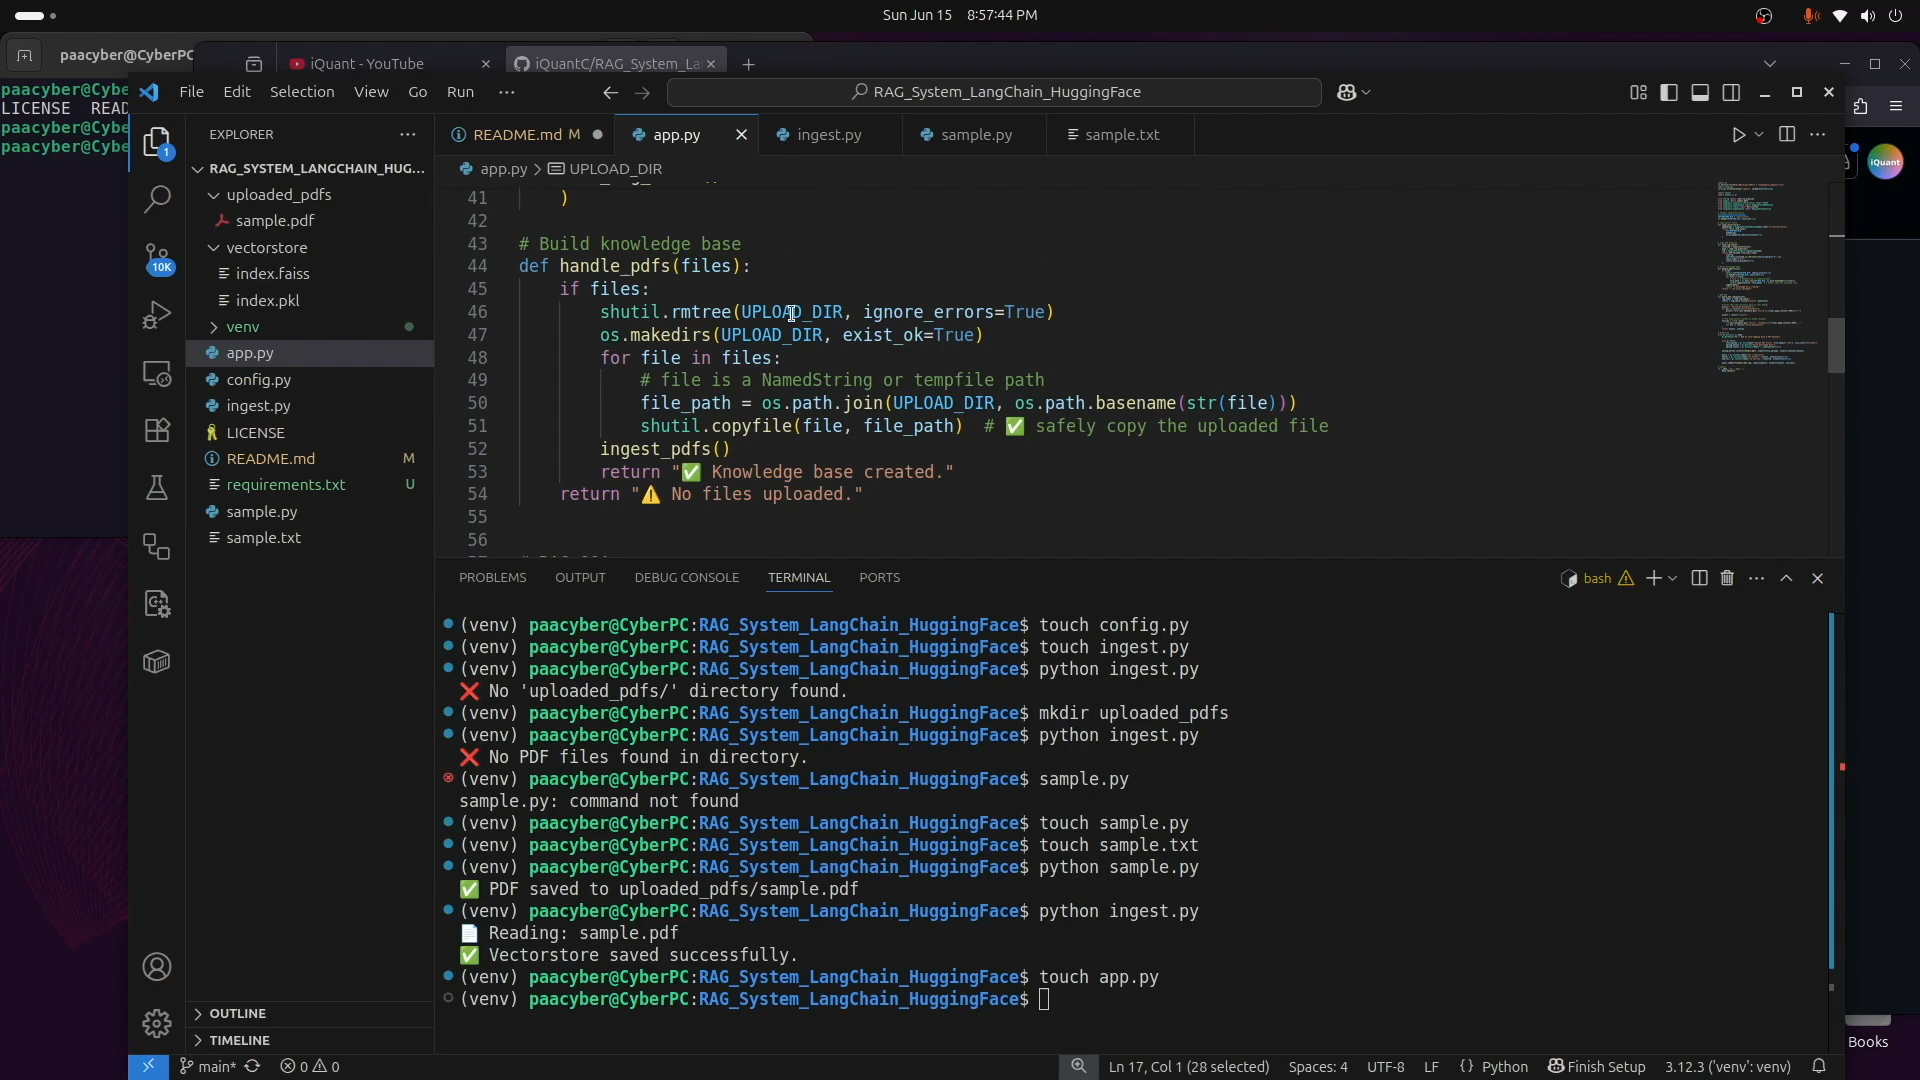 Sun Jun 15 8:57:44 PM
paacyber@CyberPC
iQuant - YouTube
iQuantC/RAG_System_La
paacyber@Cybe
LICENSE READ
paacyber@Cybe
paacyber@Cybe
File Edit Selection View Go Run
RAG_System_LangChain_HuggingFace
EXPLORER
README.md M
app.py
ingest.py
sample.py
sample.txt
app.py > UPLOAD_DIR
RAG_SYSTEM_LANGCHAIN_HUG...
uploaded_pdfs
sample.pdf
vectorstore
index.faiss
index.pkl
venv
app.py
config.py
ingest.py
LICENSE
README.md M
requirements.txt U
sample.py
sample.txt
OUTLINE
TIMELINE
1
10K
iQuant
41 )
42
43 # Build knowledge base
44 def handle_pdfs(files):
45 if files:
46 shutil.rmtree(UPLOAD_DIR, ignore_errors=True)
47 os.makedirs(UPLOAD_DIR, exist_ok=True)
48 for file in files:
49 # file is a NamedString or tempfile path
50 file_path = os.path.join(UPLOAD_DIR, os.path.basename(str(file)))
51 shutil.copyfile(file, file_path) # ✅ safely copy the uploaded file
52 ingest_pdfs()
53 return "✅ Knowledge base created."
54 return "⚠️ No files uploaded."
55
56
PROBLEMS OUTPUT DEBUG CONSOLE TERMINAL PORTS
bash
(venv) paacyber@CyberPC:RAG_System_LangChain_HuggingFace$ touch config.py
(venv) paacyber@CyberPC:RAG_System_LangChain_HuggingFace$ touch ingest.py
(venv) paacyber@CyberPC:RAG_System_LangChain_HuggingFace$ python ingest.py
❌ No 'uploaded_pdfs/' directory found.
(venv) paacyber@CyberPC:RAG_System_LangChain_HuggingFace$ mkdir uploaded_pdfs
(venv) paacyber@CyberPC:RAG_System_LangChain_HuggingFace$ python ingest.py
❌ No PDF files found in directory.
(venv) paacyber@CyberPC:RAG_System_LangChain_HuggingFace$ sample.py
sample.py: command not found
(venv) paacyber@CyberPC:RAG_System_LangChain_HuggingFace$ touch sample.py
(venv) paacyber@CyberPC:RAG_System_LangChain_HuggingFace$ touch sample.txt
(venv) paacyber@CyberPC:RAG_System_LangChain_HuggingFace$ python sample.py
✅ PDF saved to uploaded_pdfs/sample.pdf
(venv) paacyber@CyberPC:RAG_System_LangChain_HuggingFace$ python ingest.py
📄 Reading: sample.pdf
✅ Vectorstore saved successfully.
(venv) paacyber@CyberPC:RAG_System_LangChain_HuggingFace$ touch app.py
(venv) paacyber@CyberPC:RAG_System_LangChain_HuggingFace$
Books
main* 0 0 Ln 17, Col 1 (28 selected) Spaces: 4 UTF-8 LF {} Python Finish Setup 3.12.3 ('venv': venv)